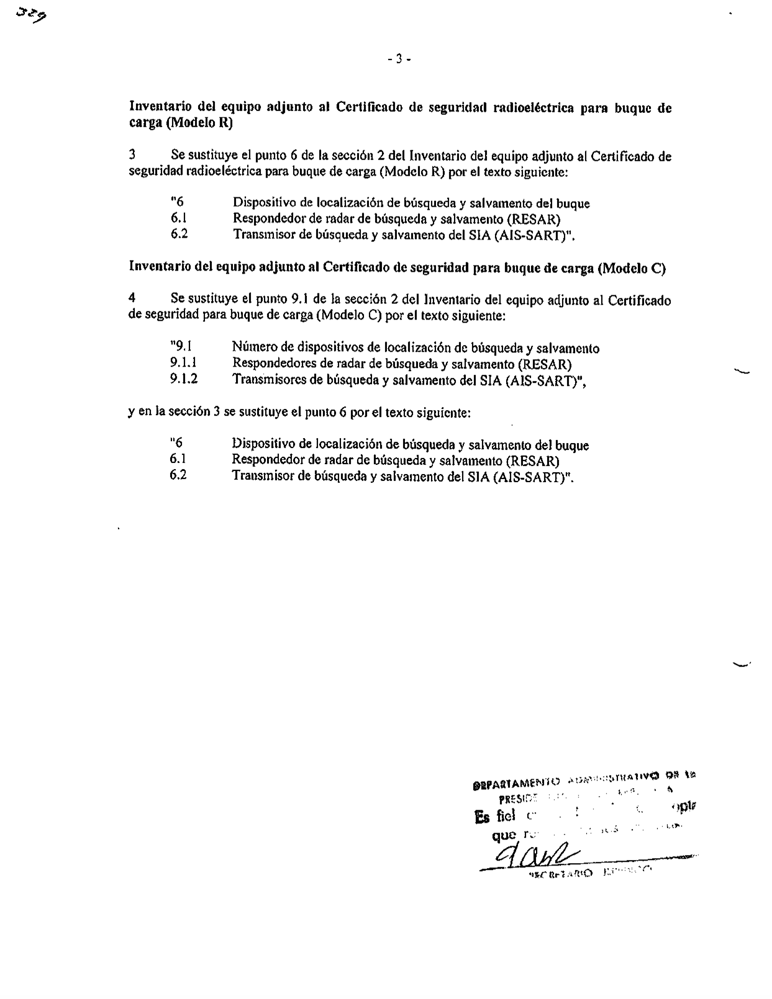 329
- 3 -
Inventario del equipo adjunto al Certificado de seguridad radioeléctrica para buque de
carga (Modelo R)
3 Se sustituye el punto 6 de la sección 2 del Inventario del equipo adjunto al Certificado de
seguridad radioeléctrica para buque de carga (Modelo R) por el texto siguiente:
"6 Dispositivo de localización de búsqueda y salvamento del buque
6.1 Respondedor de radar de búsqueda y salvamento (RESAR)
6.2 Transmisor de búsqueda y salvamento del SIA (AIS-SART)".
Inventario del equipo adjunto al Certificado de seguridad para buque de carga (Modelo C)
4 Se sustituye el punto 9.1 de la sección 2 del Inventario del equipo adjunto al Certificado
de seguridad para buque de carga (Modelo C) por el texto siguiente:
"9.1 Número de dispositivos de localización de búsqueda y salvamento
9.1.1 Respondedores de radar de búsqueda y salvamento (RESAR)
9.1.2 Transmisores de búsqueda y salvamento del SIA (AIS-SART)",
y en la sección 3 se sustituye el punto 6 por el texto siguiente:
"6 Dispositivo de localización de búsqueda y salvamento del buque
6.1 Respondedor de radar de búsqueda y salvamento (RESAR)
6.2 Transmisor de búsqueda y salvamento del SIA (AIS-SART)".
DEPARTAMENTO ADMINISTRATIVO DE LA
Es fiel
que
SECRETARIO